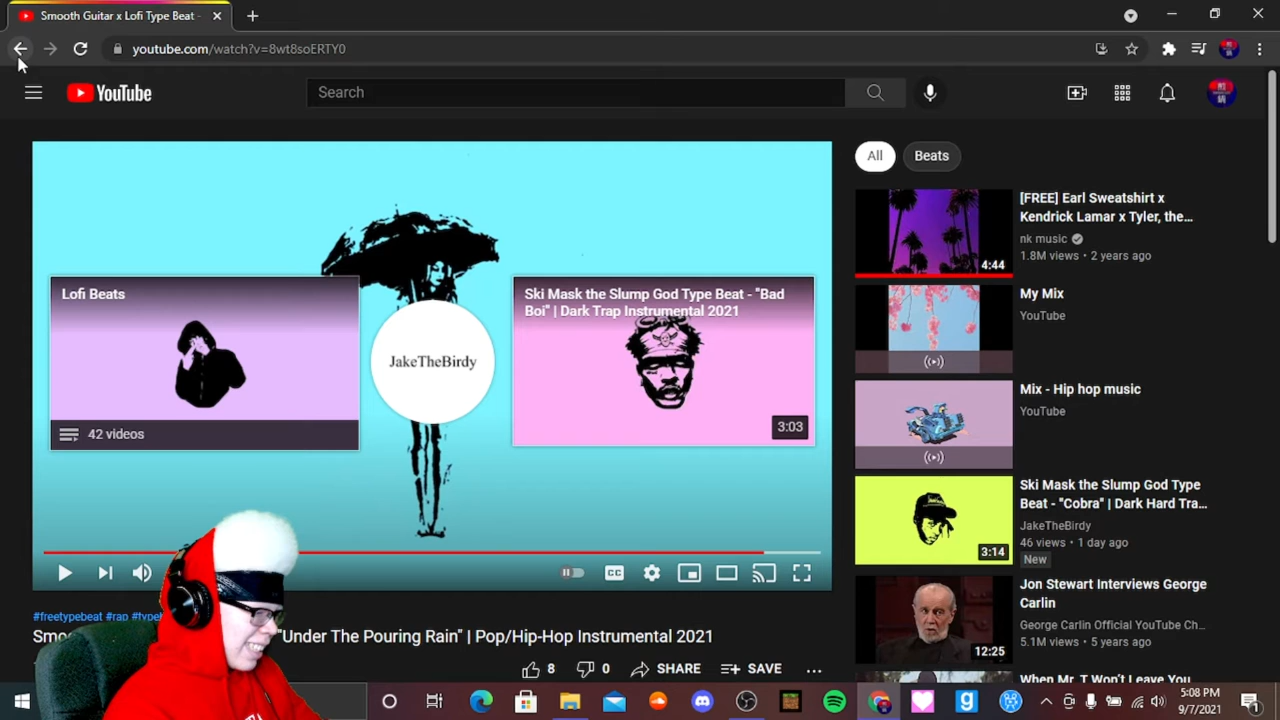 Smooth Guitar x Lofi Type Beat -
youtube.com/watch?v=8wt8soERTY0
YouTube
Search
All
Beats
Lofi Beats
42 videos
JakeTheBirdy
Ski Mask the Slump God Type Beat - "Bad
Boi" | Dark Trap Instrumental 2021
3:03
CC
#freetypebeat #rap #typeb
Smoo
"Under The Pouring Rain" | Pop/Hip-Hop Instrumental 2021
8
0
SHARE
SAVE
[FREE] Earl Sweatshirt x
Kendrick Lamar x Tyler, the...
nk music
1.8M views • 2 years ago
4:44
My Mix
YouTube
Mix - Hip hop music
YouTube
Ski Mask the Slump God Type
Beat - "Cobra" | Dark Hard Tra...
JakeTheBirdy
46 views • 1 day ago
New
3:14
Jon Stewart Interviews George
Carlin
George Carlin Official YouTube Ch...
5.1M views • 5 years ago
12:25
When Mr. T Won't Leave You
5:08 PM
9/7/2021
1